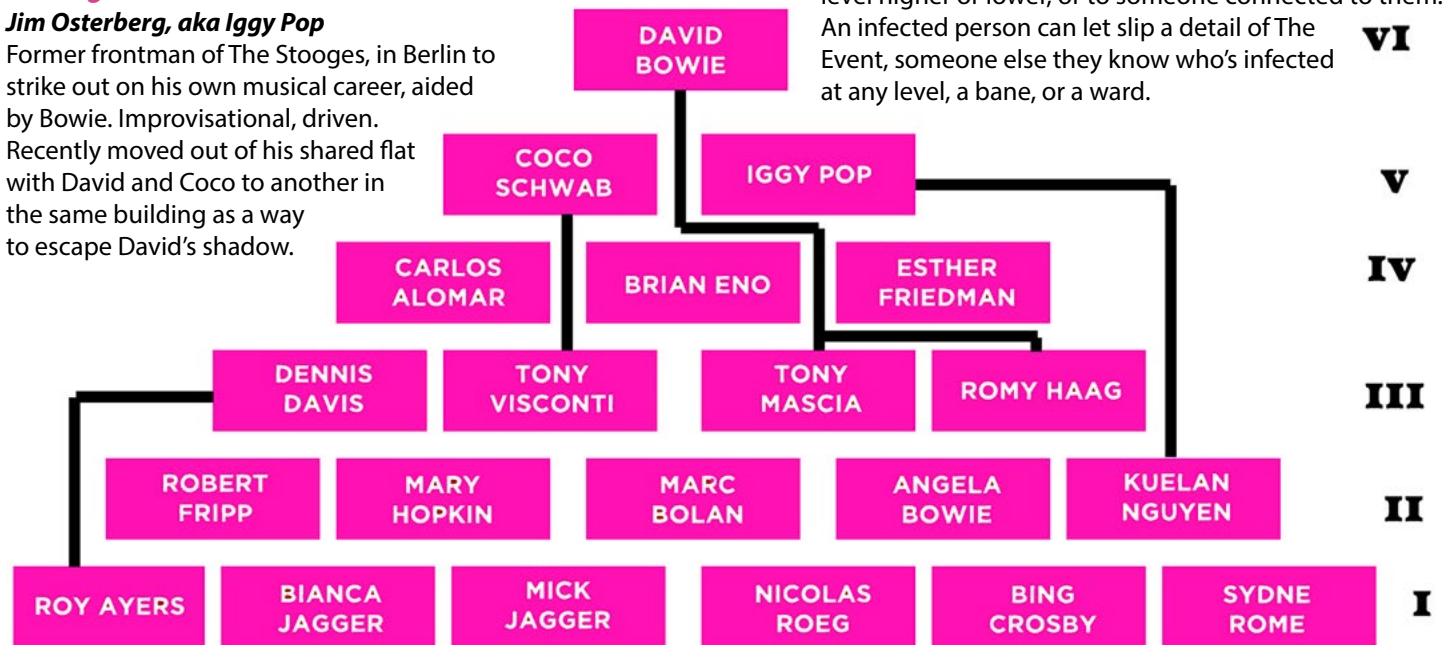 Jim Osterberg, aka Iggy Pop
Former frontman of The Stooges, in Berlin to
strike out on his own musical career, aided
by Bowie. Improvisational, driven.
Recently moved out of his shared flat
with David and Coco to another in
the same building as a way
to escape David’s shadow.
An infected person can let slip a detail of The
Event, someone else they know who’s infected
at any level, a bane, or a ward.
DAVID
BOWIE
VI
COCO
SCHWAB
IGGY POP
V
CARLOS
ALOMAR
BRIAN ENO
ESTHER
FRIEDMAN
IV
DENNIS
DAVIS
TONY
VISCONTI
TONY
MASCIA
ROMY HAAG
III
ROBERT
FRIPP
MARY
HOPKIN
MARC
BOLAN
ANGELA
BOWIE
KUELAN
NGUYEN
II
ROY AYERS
BIANCA
JAGGER
MICK
JAGGER
NICOLAS
ROEG
BING
CROSBY
SYDNE
ROME
I